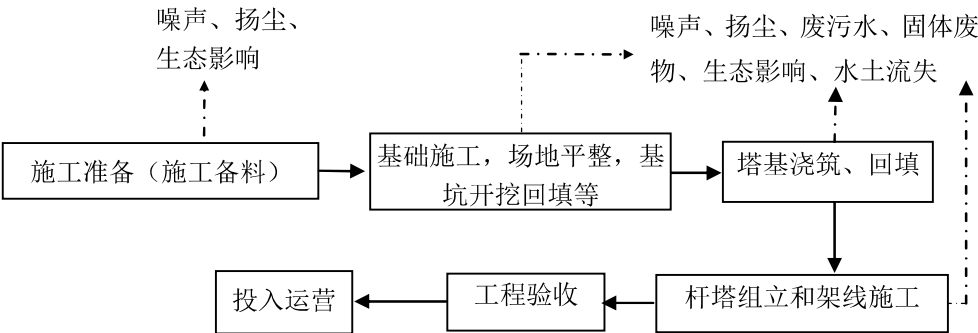 噪声、扬尘、
生态影响
噪声、扬尘、废污水、固体废
物、生态影响、水土流失
施工准备（施工备料）
基础施工，场地平整，基
坑开挖回填等
塔基浇筑、回填
投入运营
工程验收
杆塔组立和架线施工